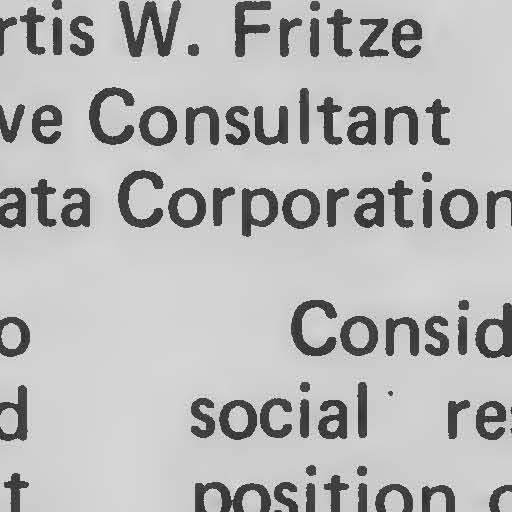 rtis W. Fritze
ve Consultant
ata Corporation
o Consid
d social res
t position o